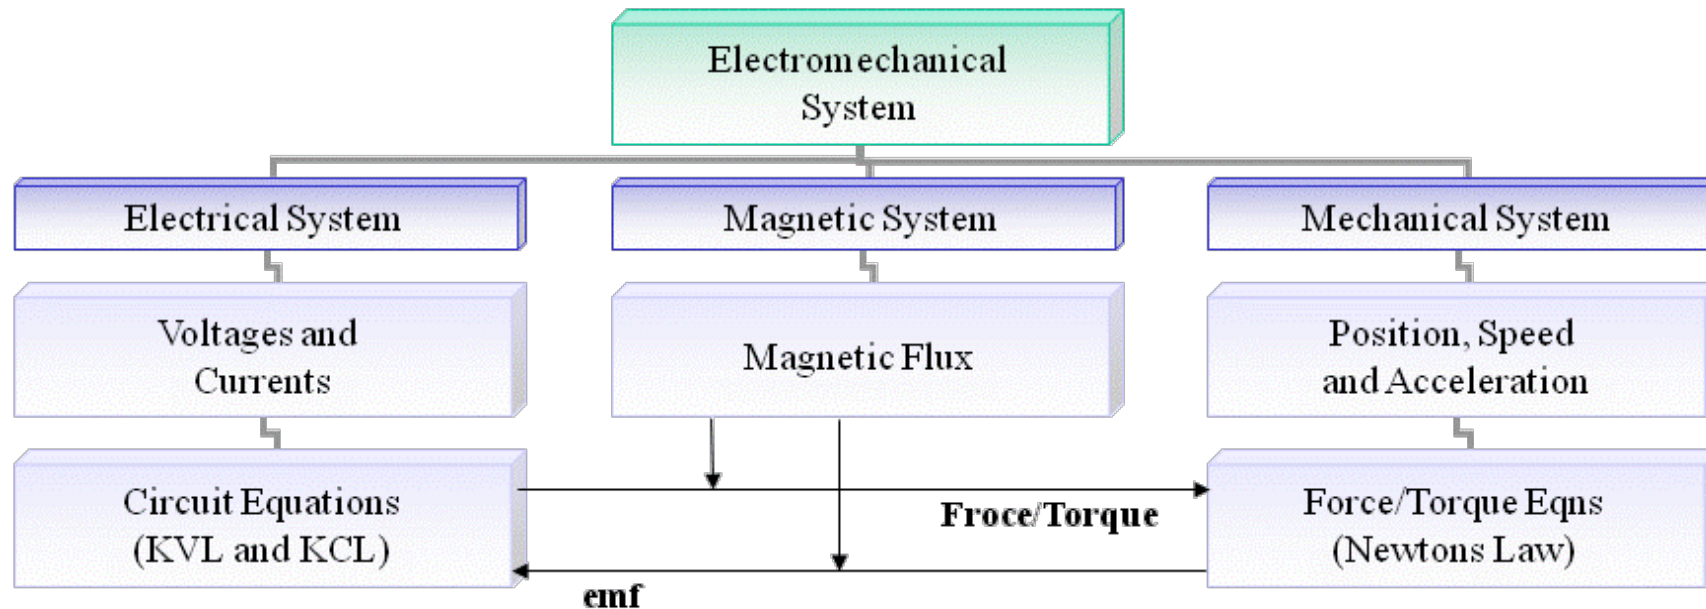 Electromechanical
System
Electrical System
Magnetic System
Mechanical System
Voltages and
Currents
Magnetic Flux
Position, Speed
and Acceleration
Circuit Equations
(KVL and KCL)
Froce/Torque
emf
Force/Torque Eqns
(Newtons Law)